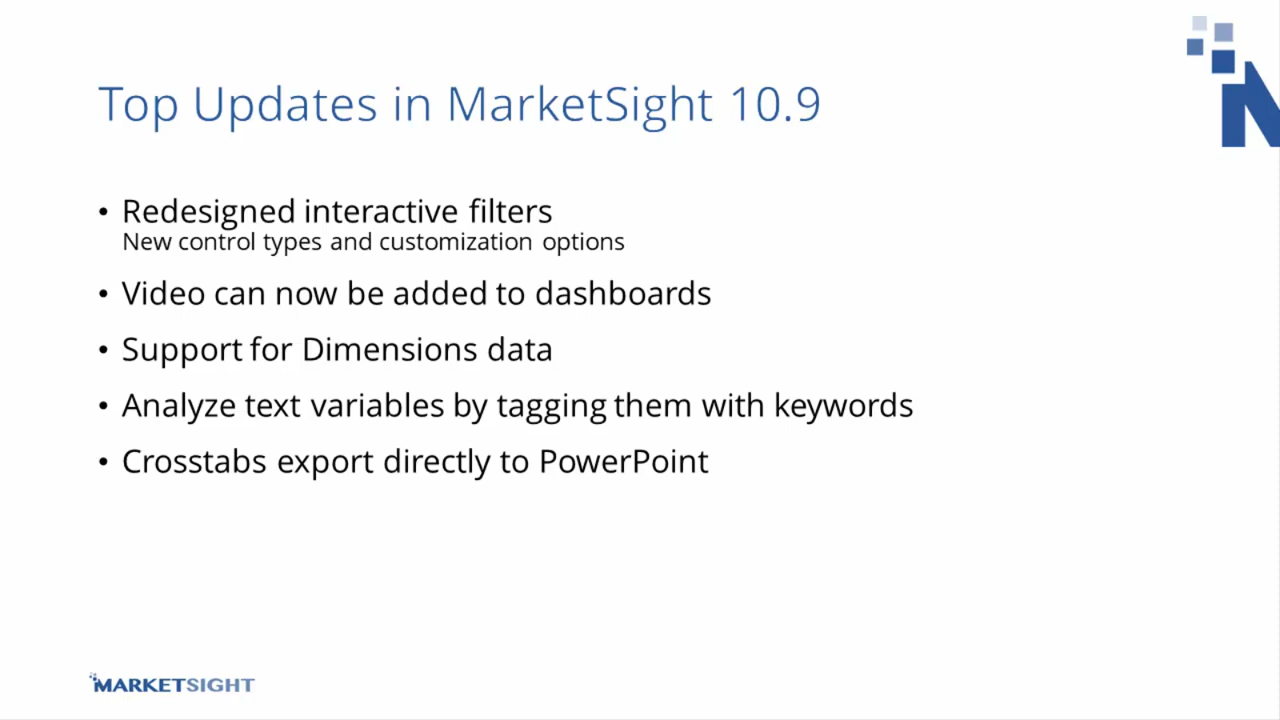 Top Updates in MarketSight 10.9
• Redesigned interactive filters
New control types and customization options
• Video can now be added to dashboards
• Support for Dimensions data
• Analyze text variables by tagging them with keywords
• Crosstabs export directly to PowerPoint
MARKETSIGHT